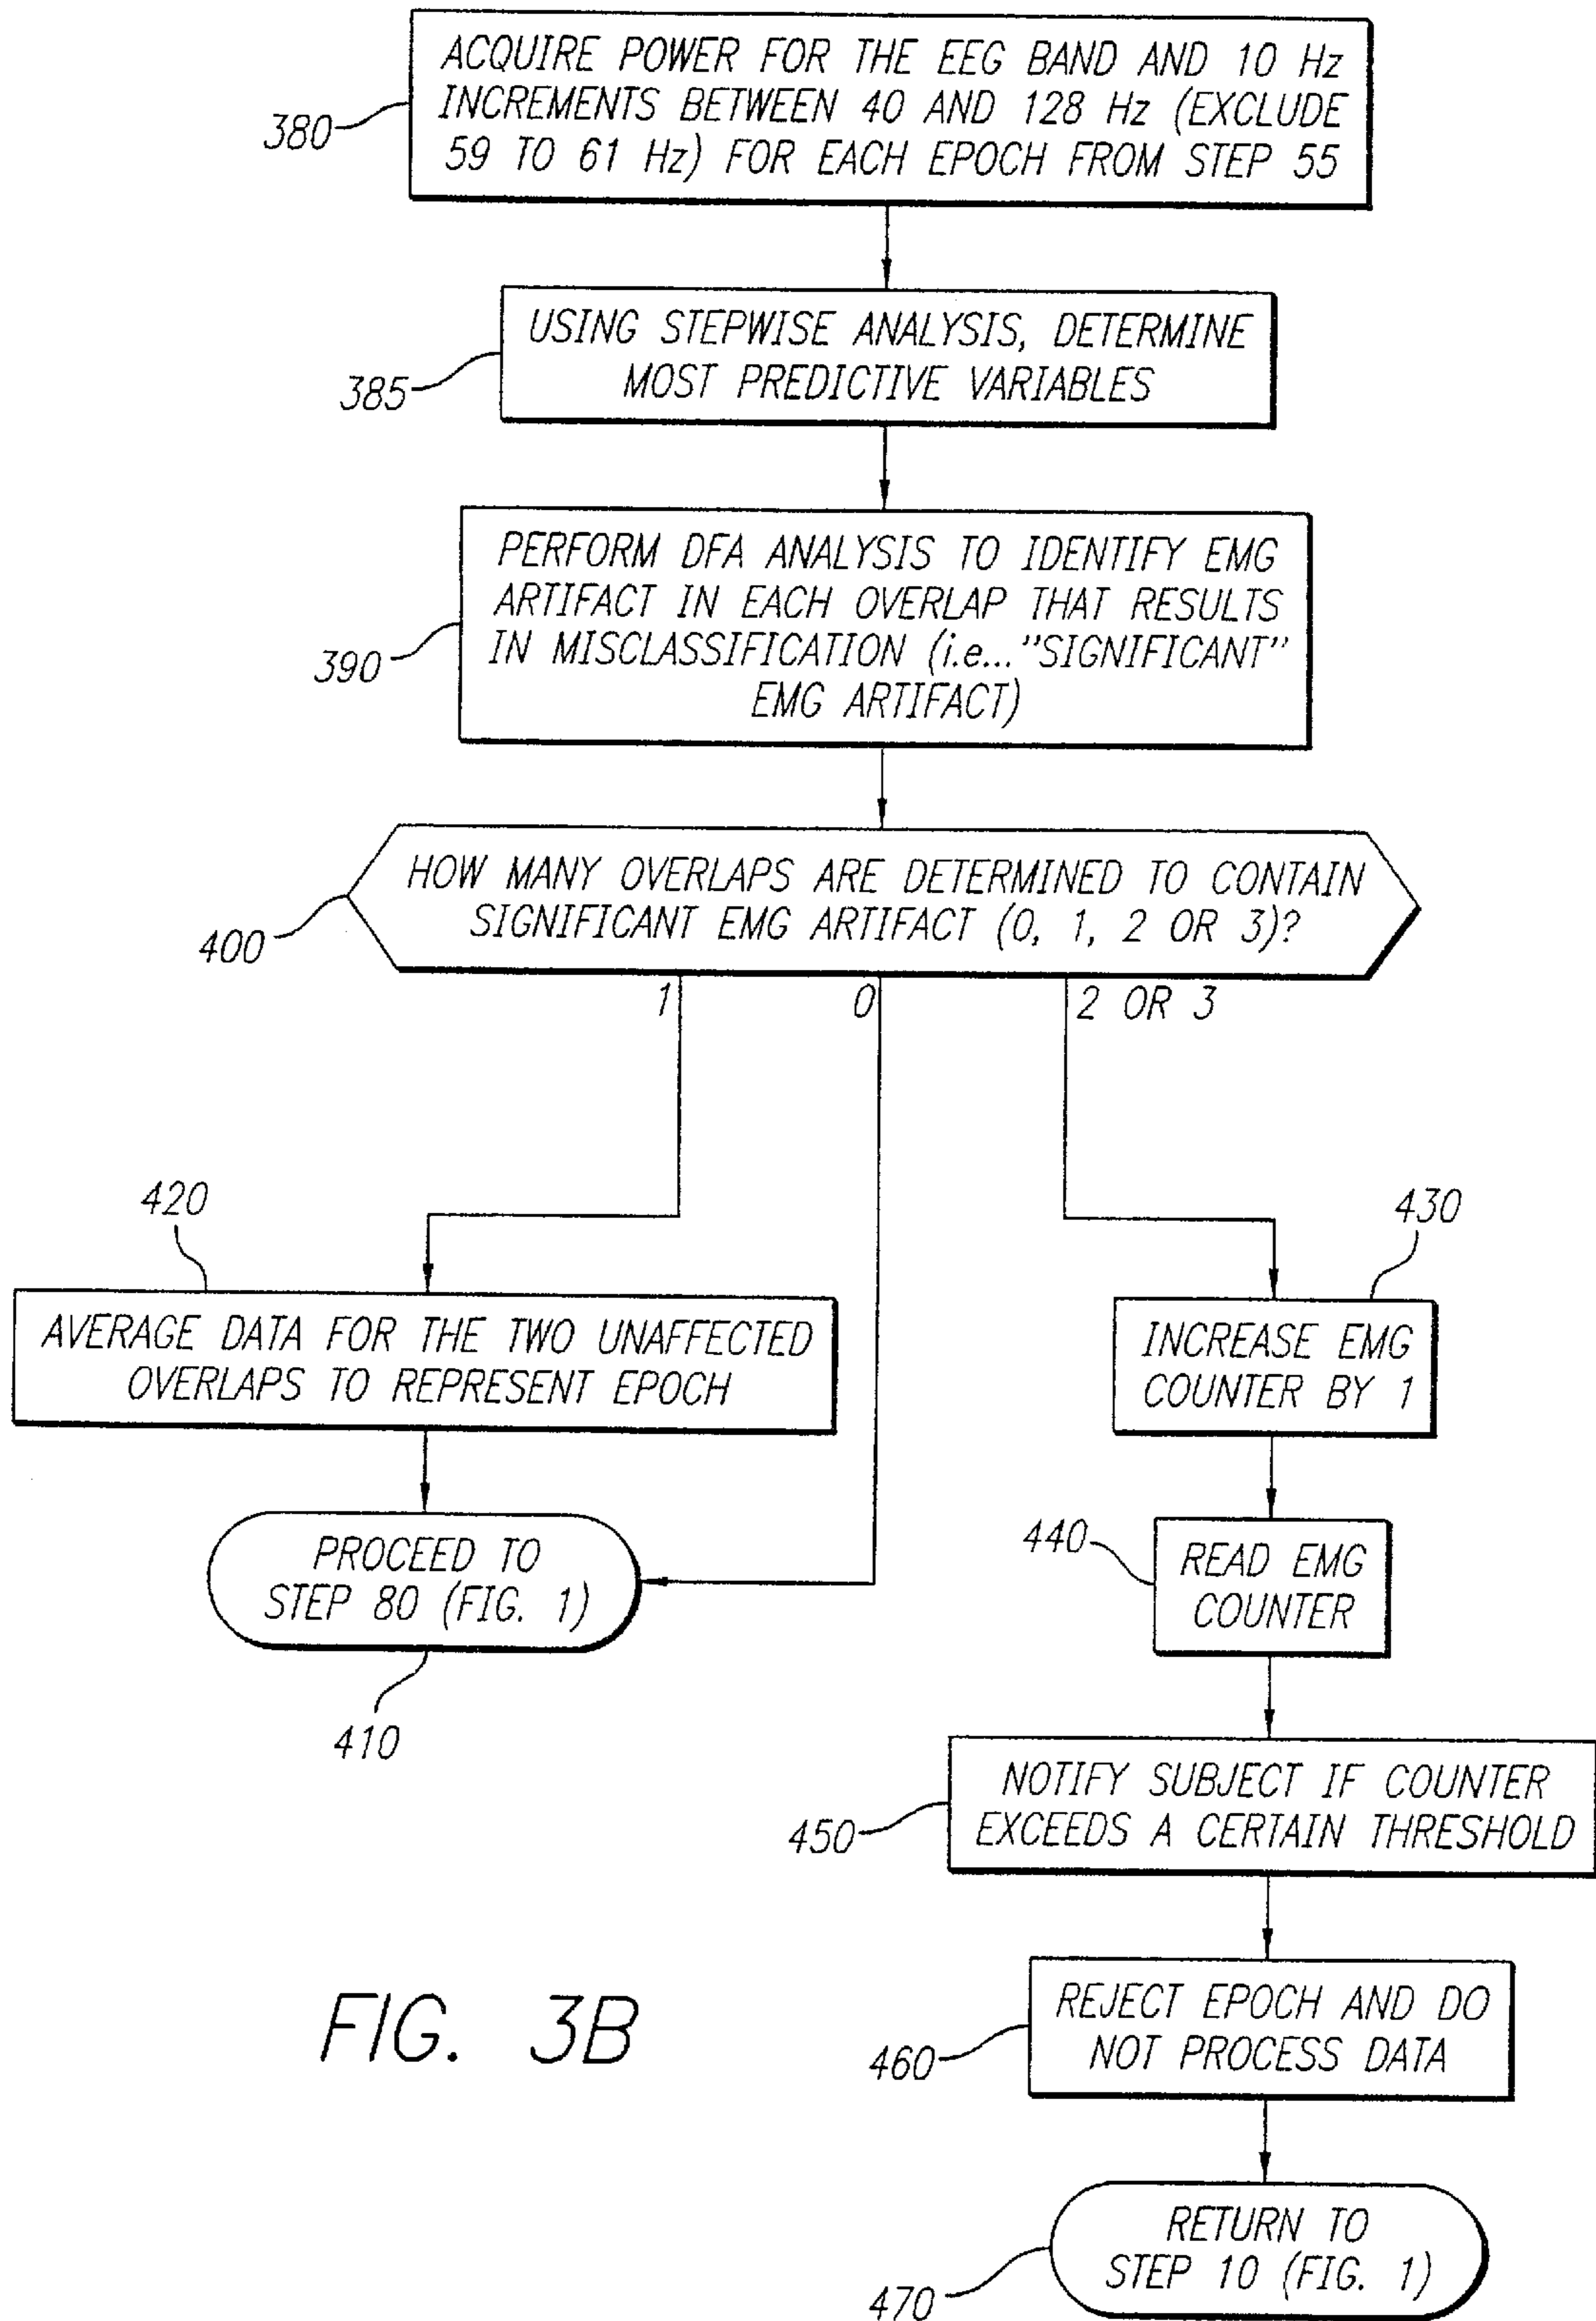 ACQUIRE POWER FOR THE EEG BAND AND 10 Hz
INCREMENTS BETWEEN 40 AND 128 Hz (EXCLUDE
59 TO 61 Hz) FOR EACH EPOCH FROM STEP 55
380
USING STEPWISE ANALYSIS, DETERMINE
MOST PREDICTIVE VARIABLES
385
PERFORM DFA ANALYSIS TO IDENTIFY EMG
ARTIFACT IN EACH OVERLAP THAT RESULTS
IN MISCLASSIFICATION (i.e... "SIGNIFICANT"
EMG ARTIFACT)
390
HOW MANY OVERLAPS ARE DETERMINED TO CONTAIN
SIGNIFICANT EMG ARTIFACT (0, 1, 2 OR 3)?
400
1
0
2 OR 3
420
AVERAGE DATA FOR THE TWO UNAFFECTED
OVERLAPS TO REPRESENT EPOCH
PROCEED TO
STEP 80 (FIG. 1)
410
430
INCREASE EMG
COUNTER BY 1
440
READ EMG
COUNTER
NOTIFY SUBJECT IF COUNTER
EXCEEDS A CERTAIN THRESHOLD
450
REJECT EPOCH AND DO
NOT PROCESS DATA
460
RETURN TO
STEP 10 (FIG. 1)
470
FIG. 3B